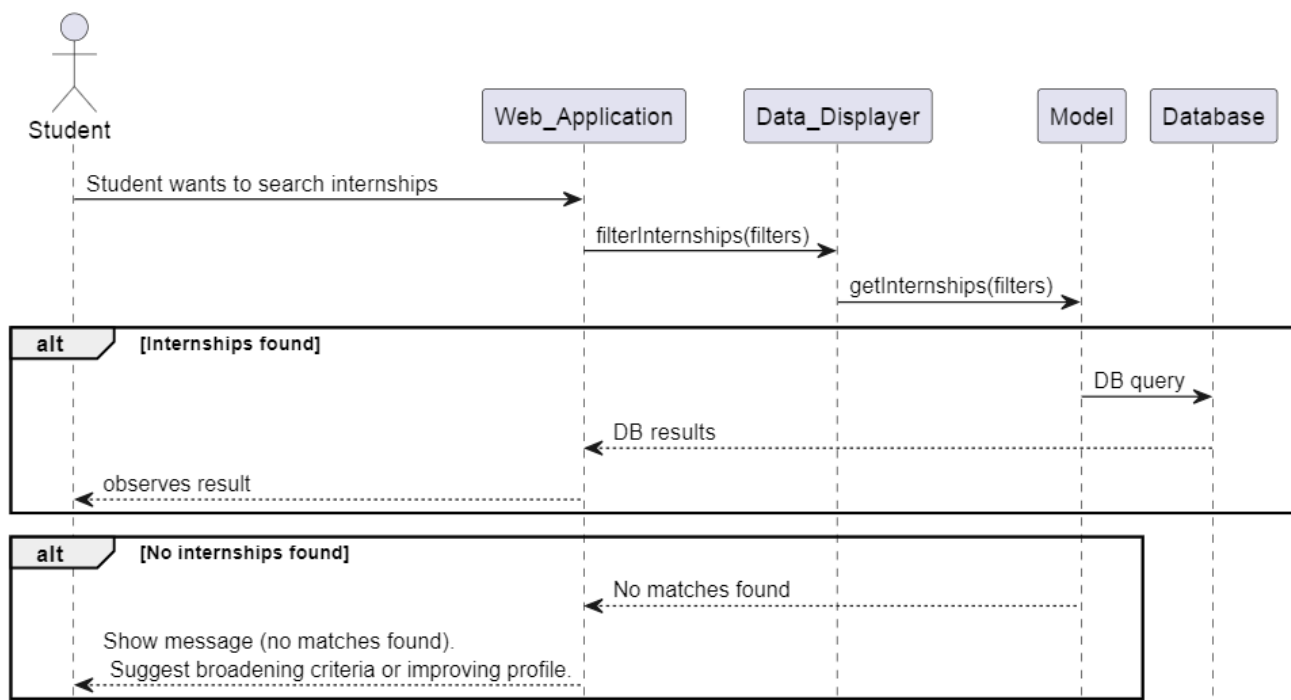 Student
Web_Application
Data_Displayer
Model
Database
Student wants to search internships
filterInternships(filters)
getInternships(filters)
alt
[Internships found]
DB query
DB results
observes result
alt
[No internships found]
No matches found
Show message (no matches found).
Suggest broadening criteria or improving profile.